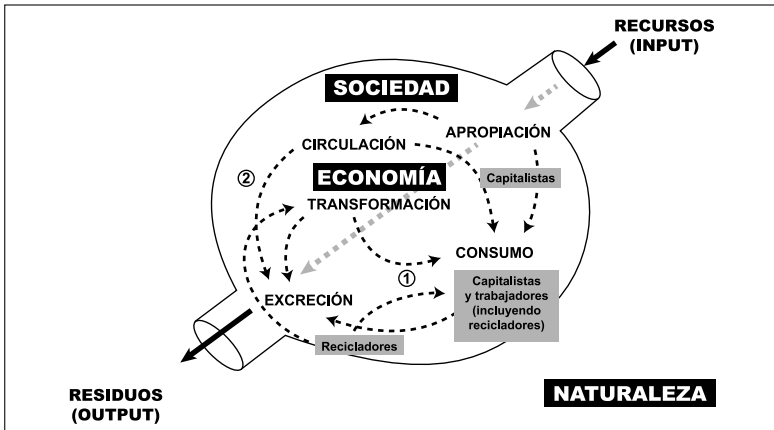 RECURSOS
(INPUT)
SOCIEDAD
APROPIACIÓN
CIRCULACIÓN
②
ECONOMÍA
Capitalistas
TRANSFORMACIÓN
CONSUMO
①
Capitalistas
y trabajadores
(incluyendo
recicladores)
EXCRECIÓN
Recicladores
RESIDUOS
(OUTPUT)
NATURALEZA